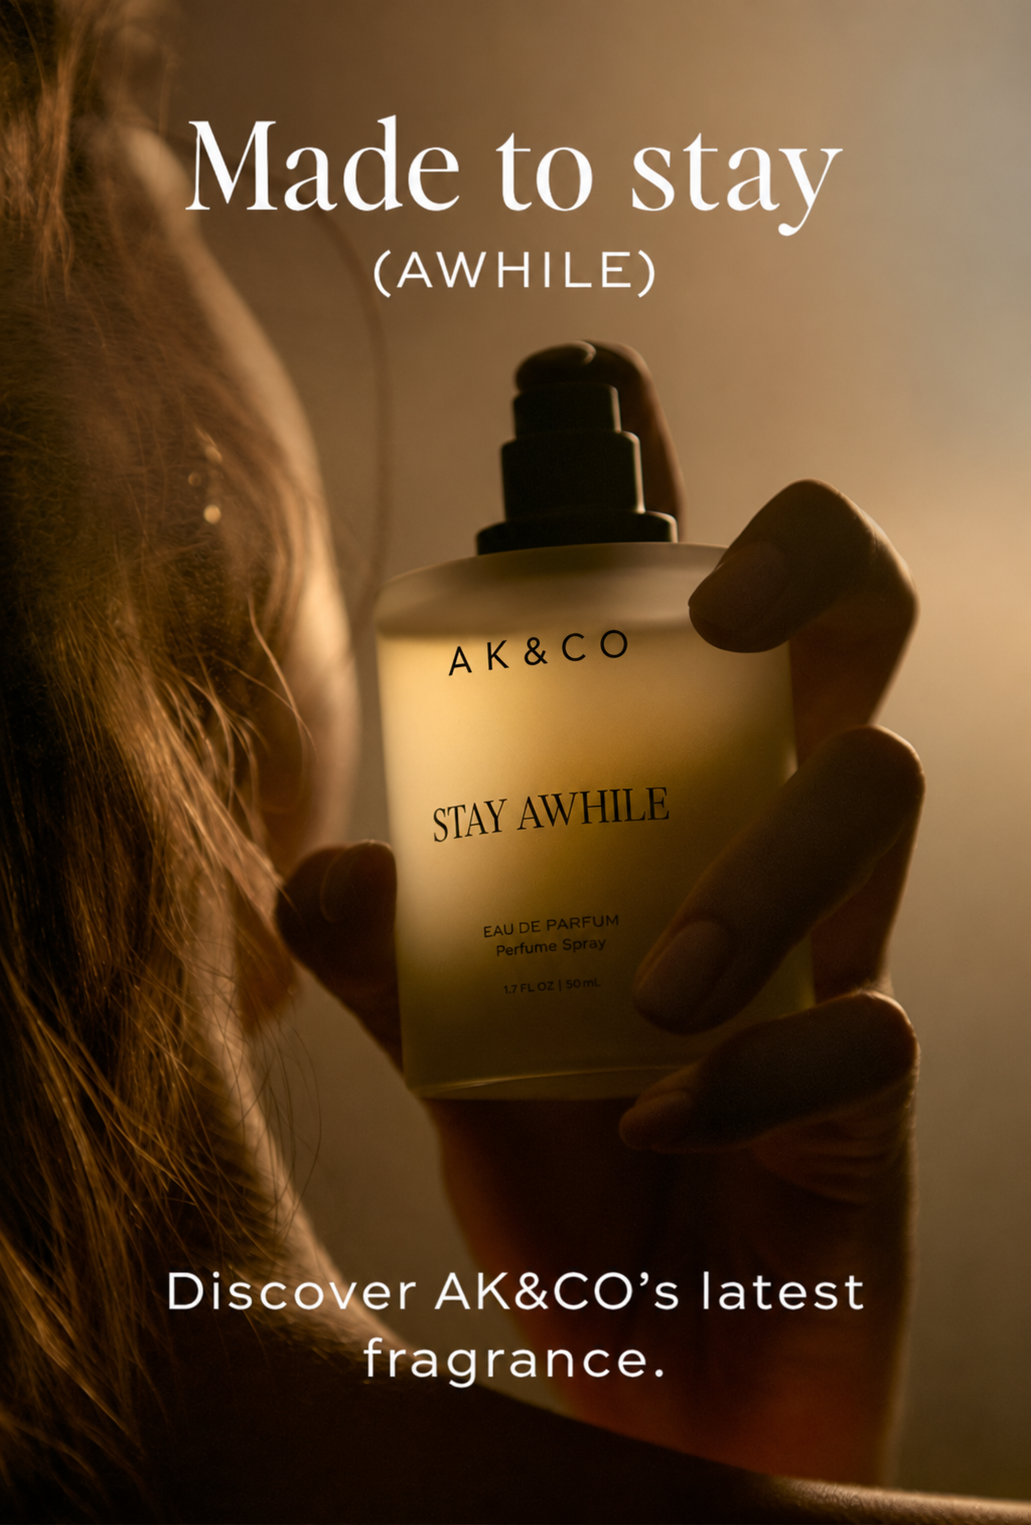 Made to stay
(AWHILE)
AK&CO
STAY AWHILE
EAU DE PARFUM
Perfume Spray
1.7 FL OZ | 50 mL
Discover AK&CO’s latest
fragrance.